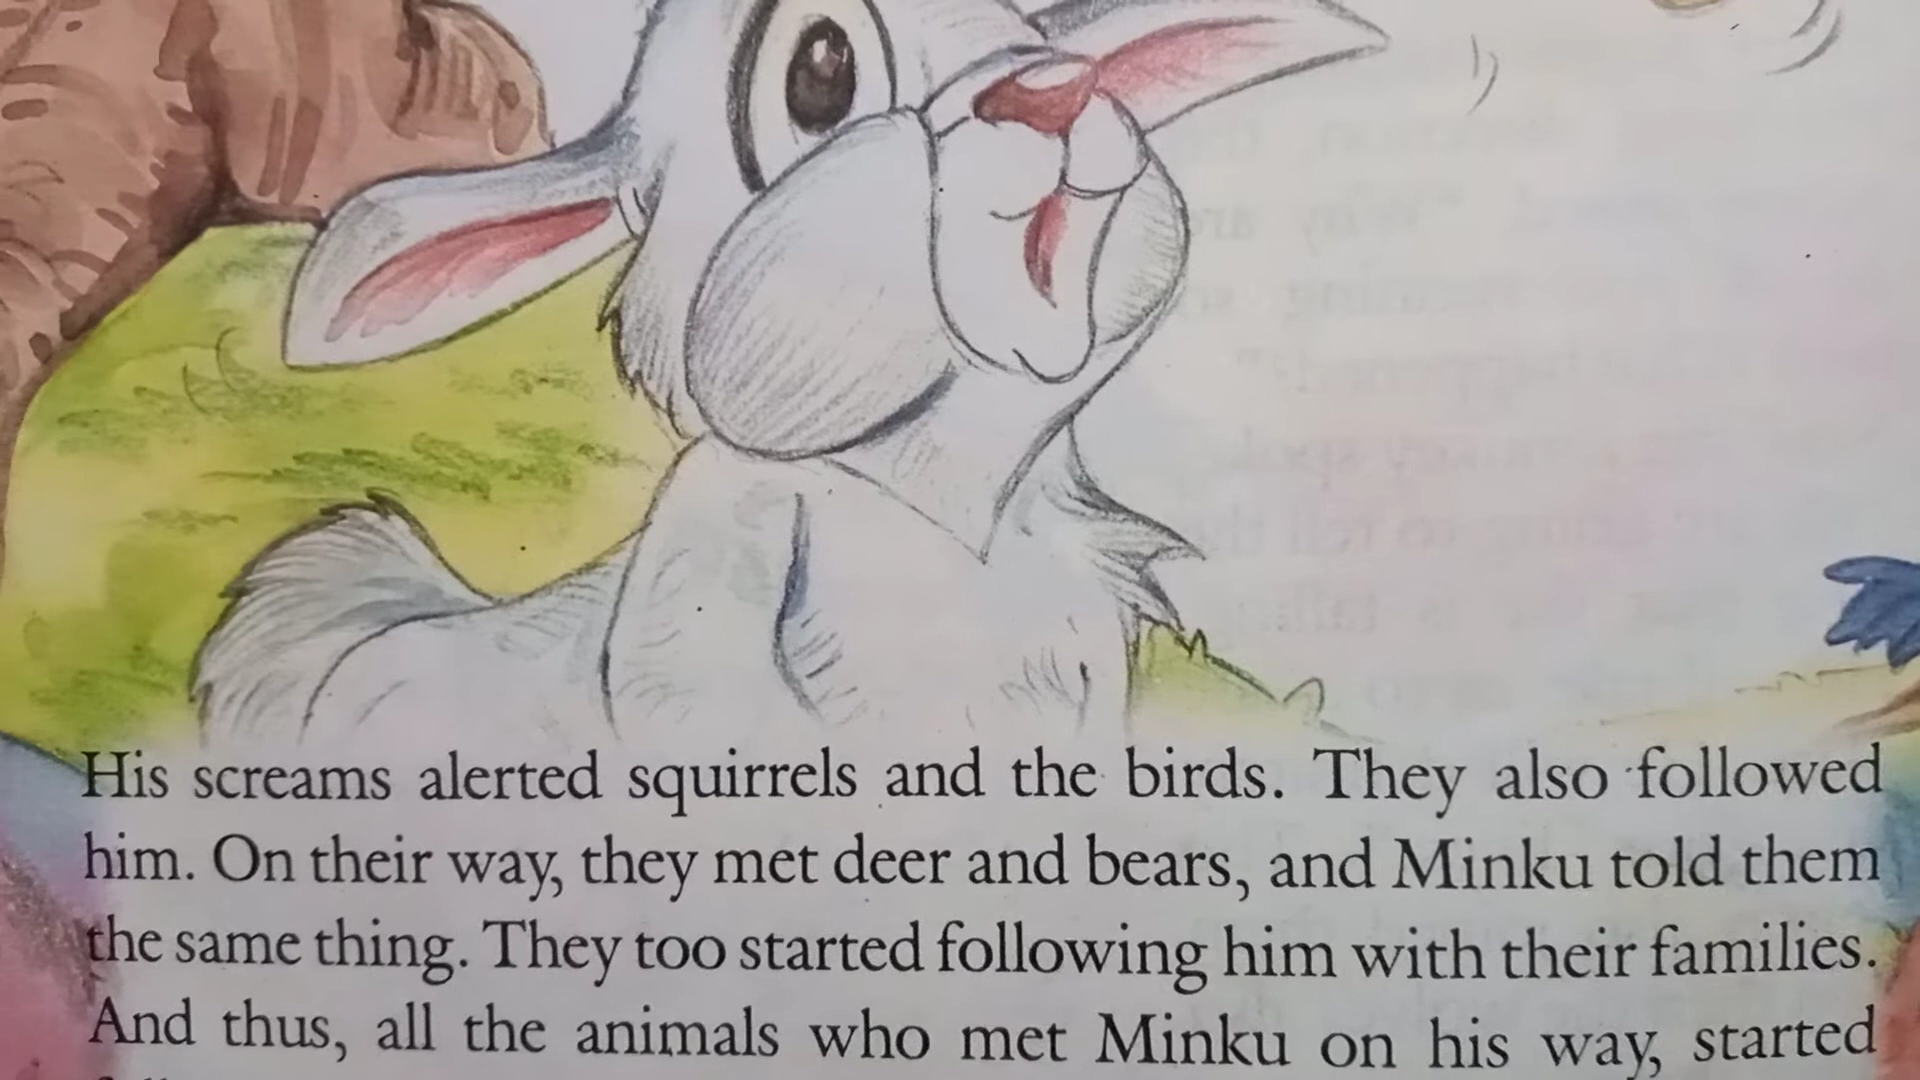 His screams alerted squirrels and the birds. They also followed
him. On their way, they met deer and bears, and Minku told them
the same thing. They too started following him with their families.
And thus, all the animals who met Minku on his way, started